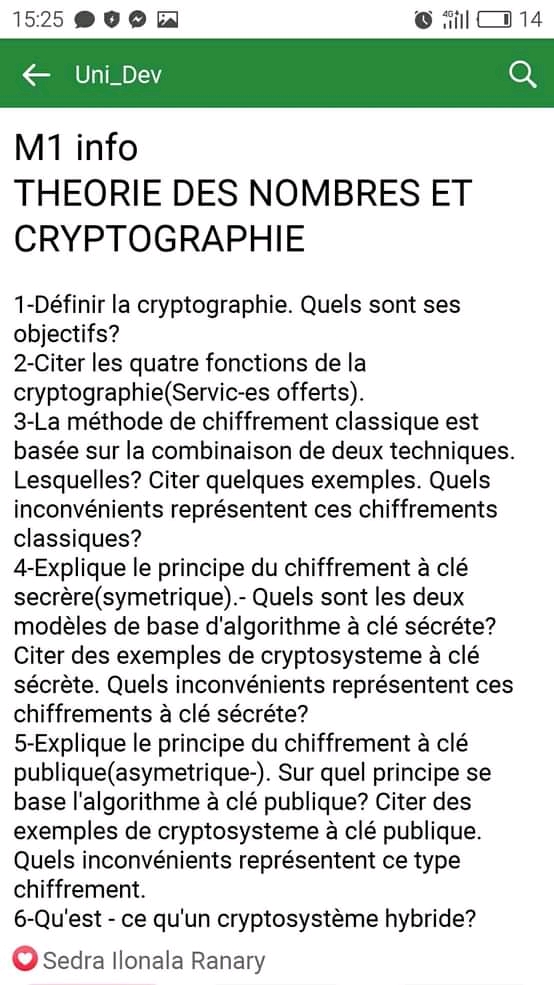 15:25
4G 14
Uni_Dev
M1 info
THEORIE DES NOMBRES ET
CRYPTOGRAPHIE
1-Définir la cryptographie. Quels sont ses
objectifs?
2-Citer les quatre fonctions de la
cryptographie(Servic-es offerts).
3-La méthode de chiffrement classique est
basée sur la combinaison de deux techniques.
Lesquelles? Citer quelques exemples. Quels
inconvénients représentent ces chiffrements
classiques?
4-Explique le principe du chiffrement à clé
secrère(symetrique).- Quels sont les deux
modèles de base d'algorithme à clé sécréte?
Citer des exemples de cryptosysteme à clé
sécrète. Quels inconvénients représentent ces
chiffrements à clé sécréte?
5-Explique le principe du chiffrement à clé
publique(asymetrique-). Sur quel principe se
base l'algorithme à clé publique? Citer des
exemples de cryptosysteme à clé publique.
Quels inconvénients représentent ce type
chiffrement.
6-Qu'est - ce qu'un cryptosystème hybride?
Sedra Ilonala Ranary